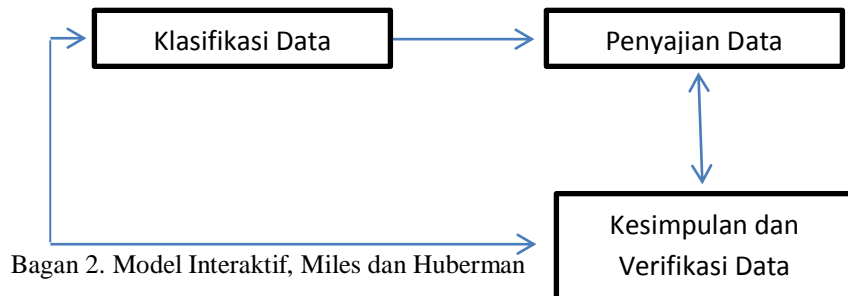 Klasifikasi Data
Penyajian Data
Kesimpulan dan
Verifikasi Data
Bagan 2. Model Interaktif, Miles dan Huberman